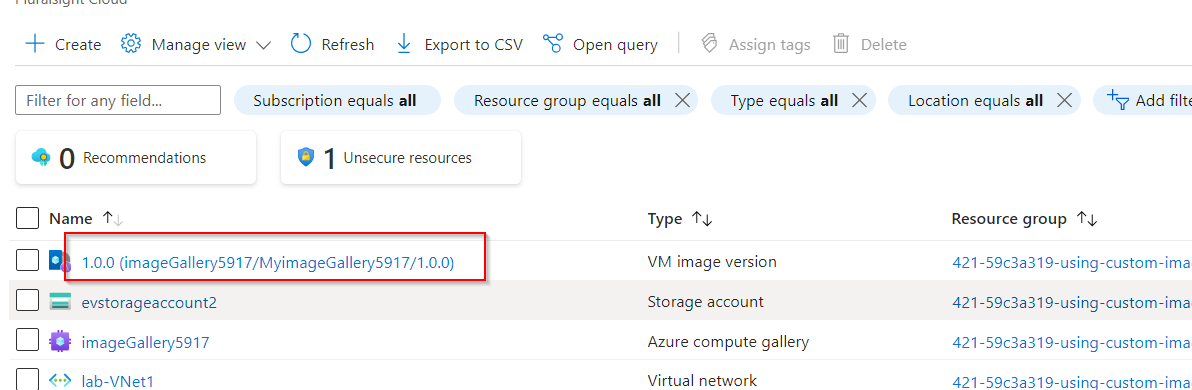 Pluralsight Cloud
Create Manage view Refresh Export to CSV Open query Assign tags Delete
Filter for any field... Subscription equals all Resource group equals all Type equals all Location equals all Add filte
0 Recommendations 1 Unsecure resources
Name Type Resource group
1.0.0 (imageGallery5917/MyimageGallery5917/1.0.0) VM image version 421-59c3a319-using-custom-ima
evstorageaccount2 Storage account 421-59c3a319-using-custom-ima
imageGallery5917 Azure compute gallery 421-59c3a319-using-custom-ima
lab-VNet1 Virtual network 421-59c3a319-using-custom-ima